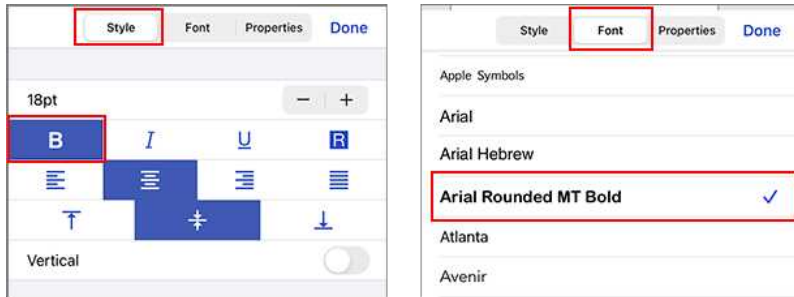 Style Font Properties Done
18pt
B I U R
Vertical
Style Font Properties Done
Apple Symbols
Arial
Arial Hebrew
Arial Rounded MT Bold
Atlanta
Avenir